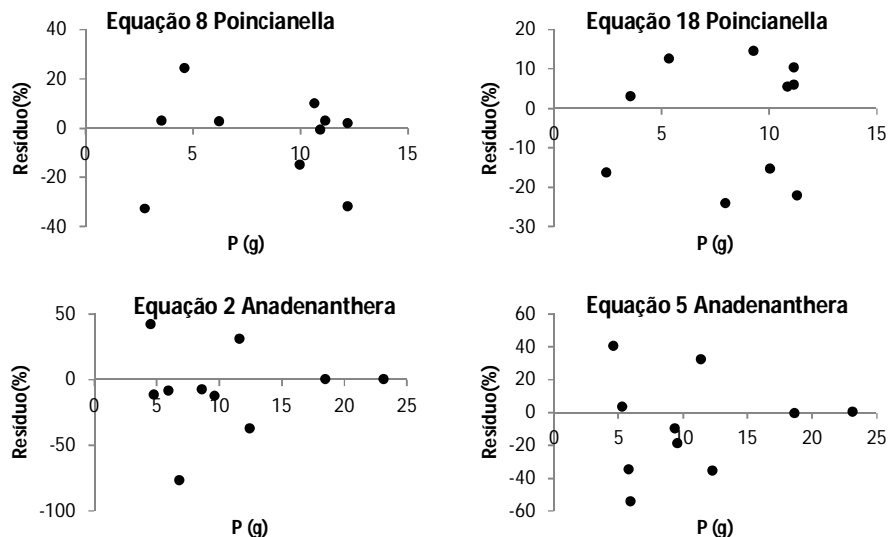 Equação 8 Poincianella
40
20
0
-20
-40
0 5 10 15
Resíduo(%)
P (g)
Equação 18 Poincianella
20
10
0
-10
-20
-30
0 5 10 15
Resíduo(%)
P (g)
Equação 2 Anadenanthera
50
0
-50
-100
0 5 10 15 20 25
Resíduo(%)
P (g)
Equação 5 Anadenanthera
60
40
20
0
-20
-40
-60
0 5 10 15 20 25
Resíduo(%)
P (g)